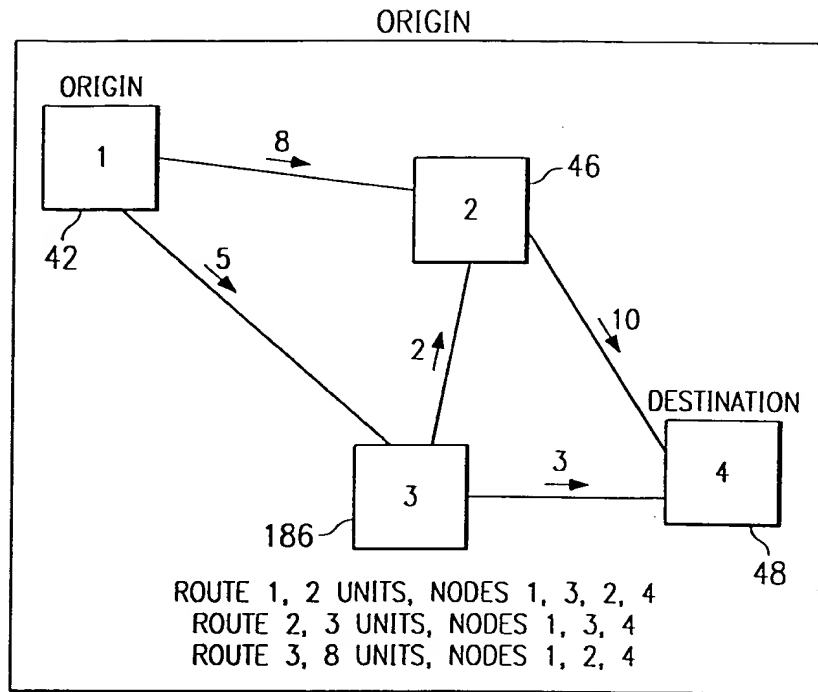 ORIGIN
ORIGIN
1
8
46
2
42
5
10
2
DESTINATION
3
4
3
186
48
ROUTE 1, 2 UNITS, NODES 1, 3, 2, 4
ROUTE 2, 3 UNITS, NODES 1, 3, 4
ROUTE 3, 8 UNITS, NODES 1, 2, 4